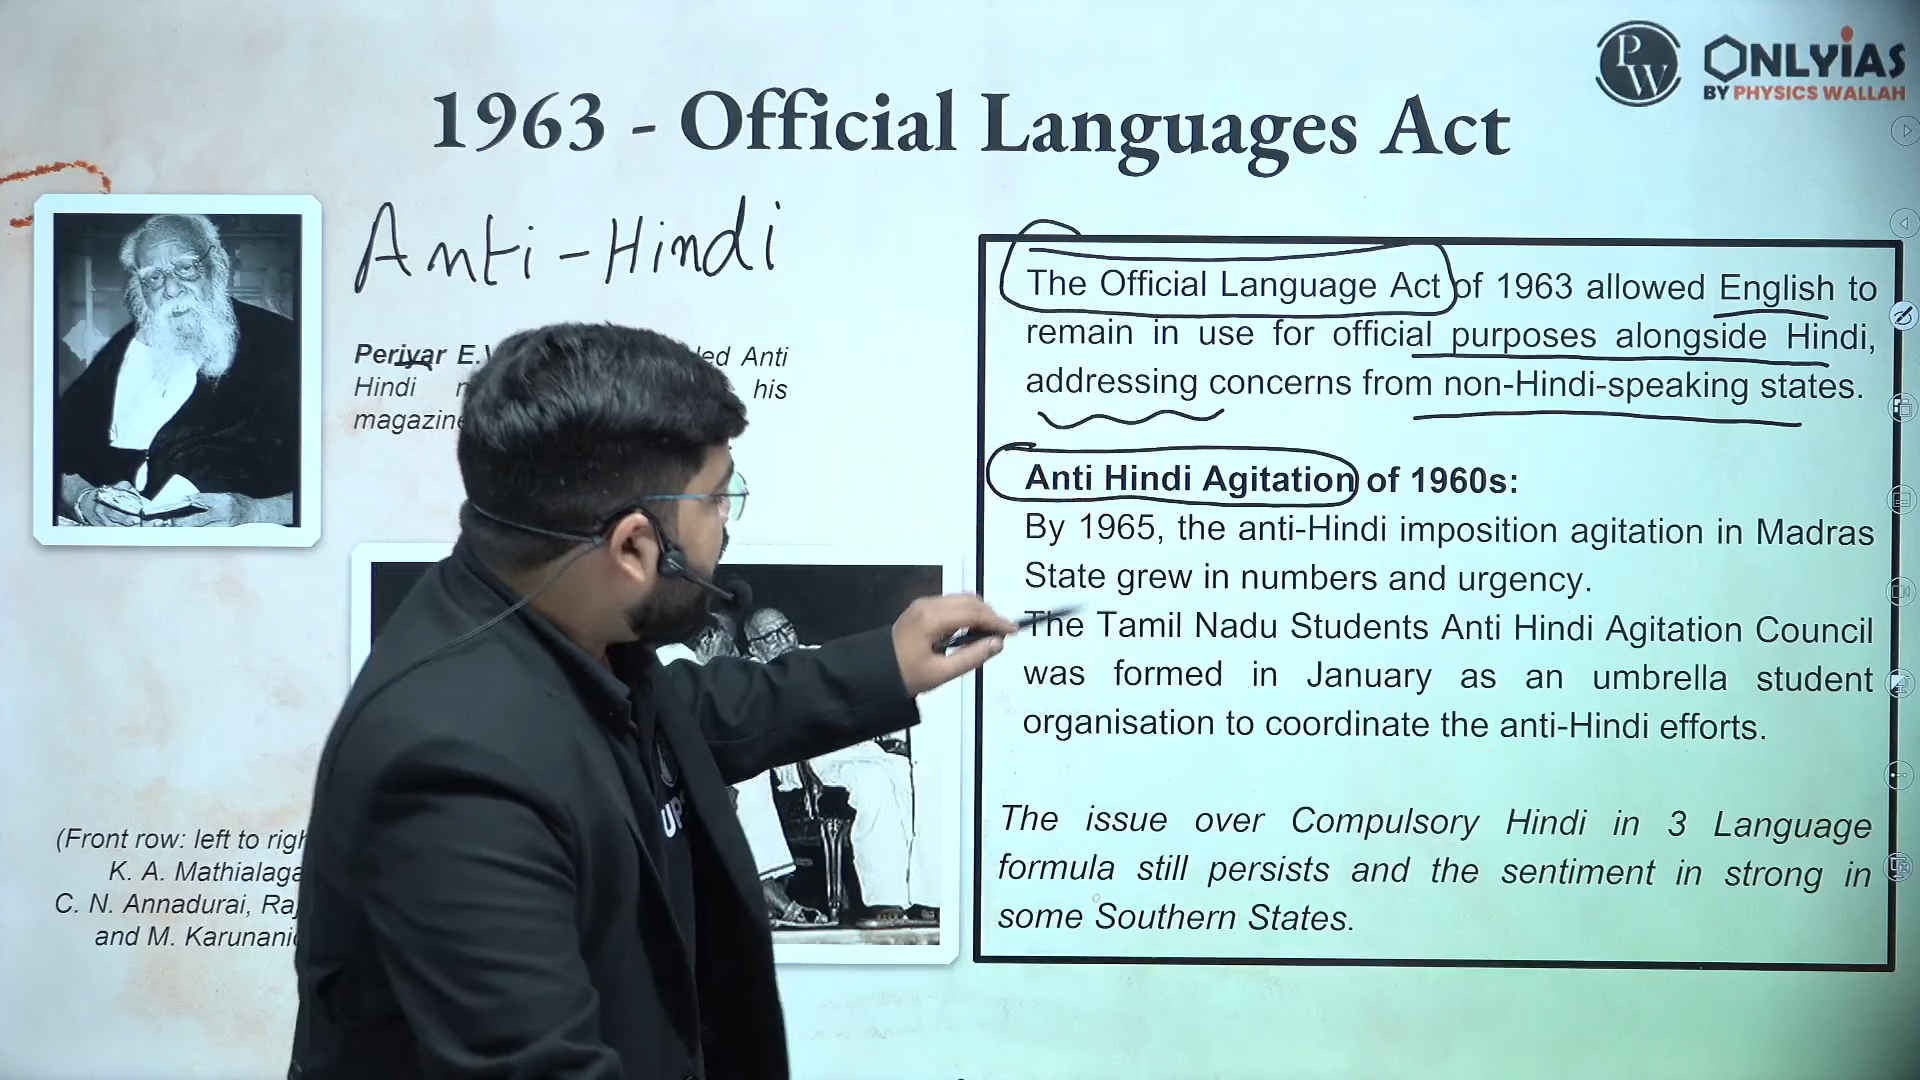 PW
ONLYIAS
BY PHYSICS WALLAH
1963 - Official Languages Act
Anti-Hindi
Periyar
led Anti
Hindi
his
The Official Language Act of 1963 allowed English to
remain in use for official purposes alongside Hindi,
addressing concerns from non-Hindi-speaking states.
Anti Hindi Agitation of 1960s:
By 1965, the anti-Hindi imposition agitation in Madras
State grew in numbers and urgency.
The Tamil Nadu Students Anti Hindi Agitation Council
was formed in January as an umbrella student
organisation to coordinate the anti-Hindi efforts.
The issue over Compulsory Hindi in 3 Language
formula still persists and the sentiment in strong in
some Southern States.
(Front row: left to
K. A.
C. N. Annadurai,
and M.